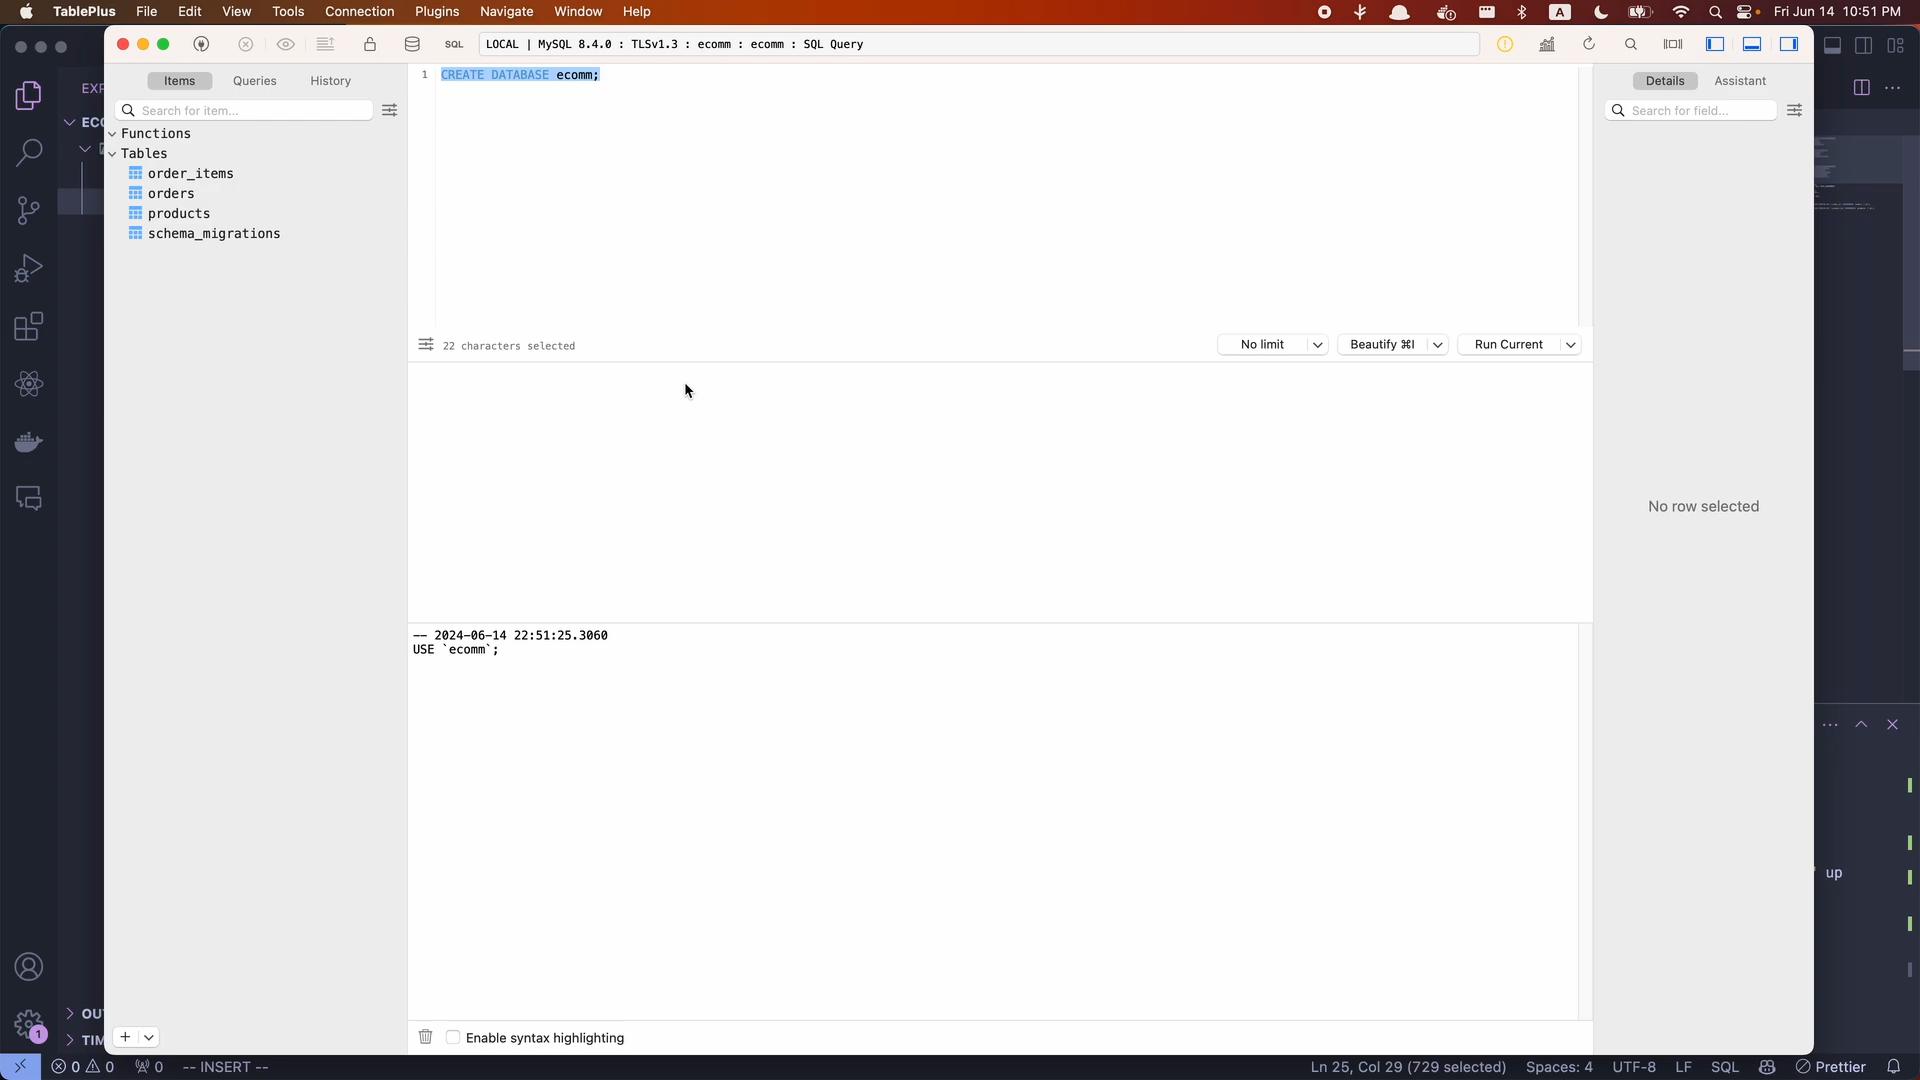 TablePlus File Edit View Tools Connection Plugins Navigate Window Help
A Fri Jun 14 10:51 PM
SQL LOCAL | MySQL 8.4.0 : TLSv1.3 : ecomm : ecomm : SQL Query
Items Queries History
Search for item...
Functions
Tables
order_items
orders
products
schema_migrations
1 CREATE DATABASE ecomm;
22 characters selected
No limit Beautify ⌘I Run Current
-- 2024-06-14 22:51:25.3060
USE `ecomm`;
Enable syntax highlighting
Details Assistant
Search for field...
No row selected
EXP
ECO
OUT
TIM
1
up
0 0 0 -- INSERT -- Ln 25, Col 29 (729 selected) Spaces: 4 UTF-8 LF SQL Prettier